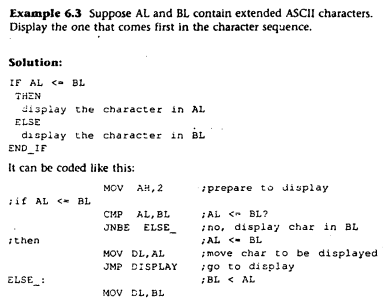 Example 6.3 Suppose AL and BL contain extended ASCII characters.
Display the one that comes first in the character sequence.
Solution:
IF AL <= BL
THEN
display the character in AL
ELSE
display the character in BL
END_IF
It can be coded like this:
MOV AH,2 ;prepare to display
;if AL <= BL
CMP AL,BL ;AL <= BL?
JNBE ELSE_ ;no, display char in BL
;then ;AL <= BL
MOV DL,AL ;move char to be displayed
JMP DISPLAY ;go to display
ELSE_: ;BL < AL
MOV DL,BL